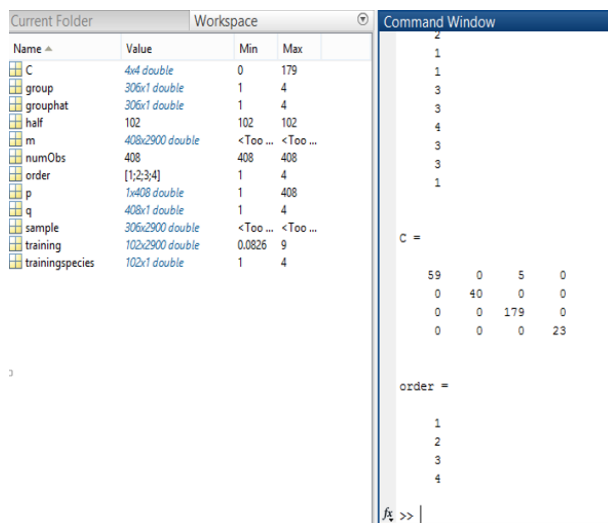 Current Folder Workspace
Name Value Min Max
C 4x4 double 0 179
group 306x1 double 1 4
grouphat 306x1 double 1 4
half 102 102 102
m 408x2900 double <Too ... <Too ...
numObs 408 408 408
order [1;2;3;4] 1 4
p 1x408 double 1 408
q 408x1 double 1 4
sample 306x2900 double <Too ... <Too ...
training 102x2900 double 0.0826 9
trainingspecies 102x1 double 1 4
Command Window
2
1
1
3
3
4
3
3
1
C =
59 0 5 0
0 40 0 0
0 0 179 0
0 0 0 23
order =
1
2
3
4
fx >>